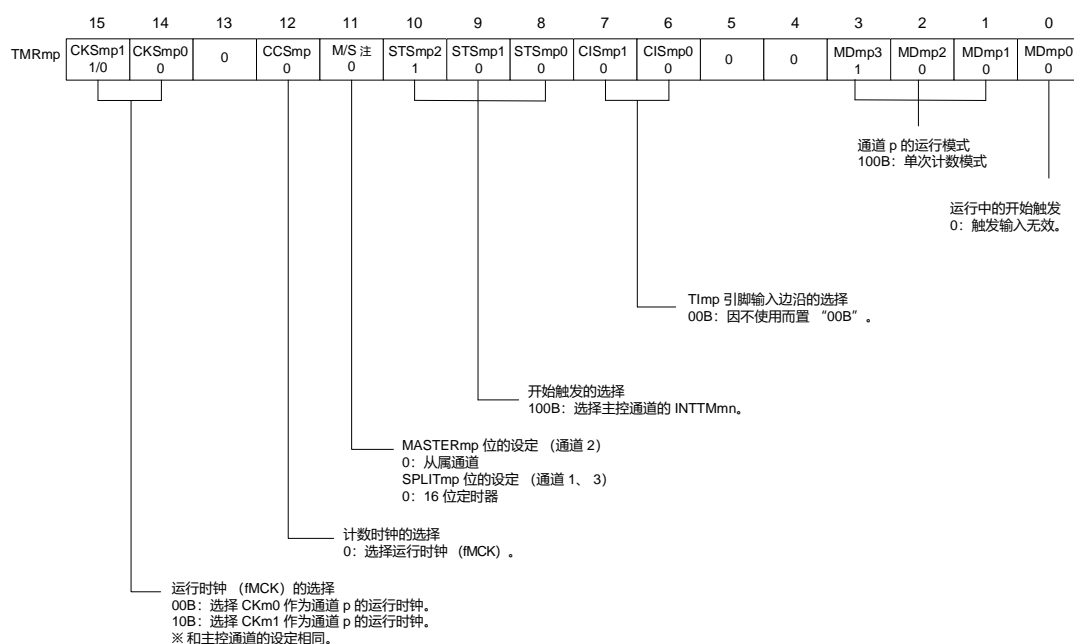 15 14 13 12 11 10 9 8 7 6 5 4 3 2 1 0
TMRmp CKSmp1 CKSmp0 0 CCSmp M/S 注 STSmp2 STSmp1 STSmp0 CISmp1 CISmp0 0 0 MDmp3 MDmp2 MDmp1 MDmp0
1/0 0 0 0 1 0 0 0 0 1 0 0 0
通道 p 的运行模式
100B：单次计数模式
运行中的开始触发
0：触发输入无效。
TImp 引脚输入边沿的选择
00B：因不使用而置 “00B”。
开始触发的选择
100B：选择主控通道的 INTTMmn。
MASTERmp 位的设定 （通道 2）
0：从属通道
SPLITmp 位的设定 （通道 1、 3）
0：16 位定时器
计数时钟的选择
0：选择运行时钟 （fMCK）。
运行时钟 （fMCK）的选择
00B：选择 CKm0 作为通道 p 的运行时钟。
10B：选择 CKm1 作为通道 p 的运行时钟。
※ 和主控通道的设定相同。